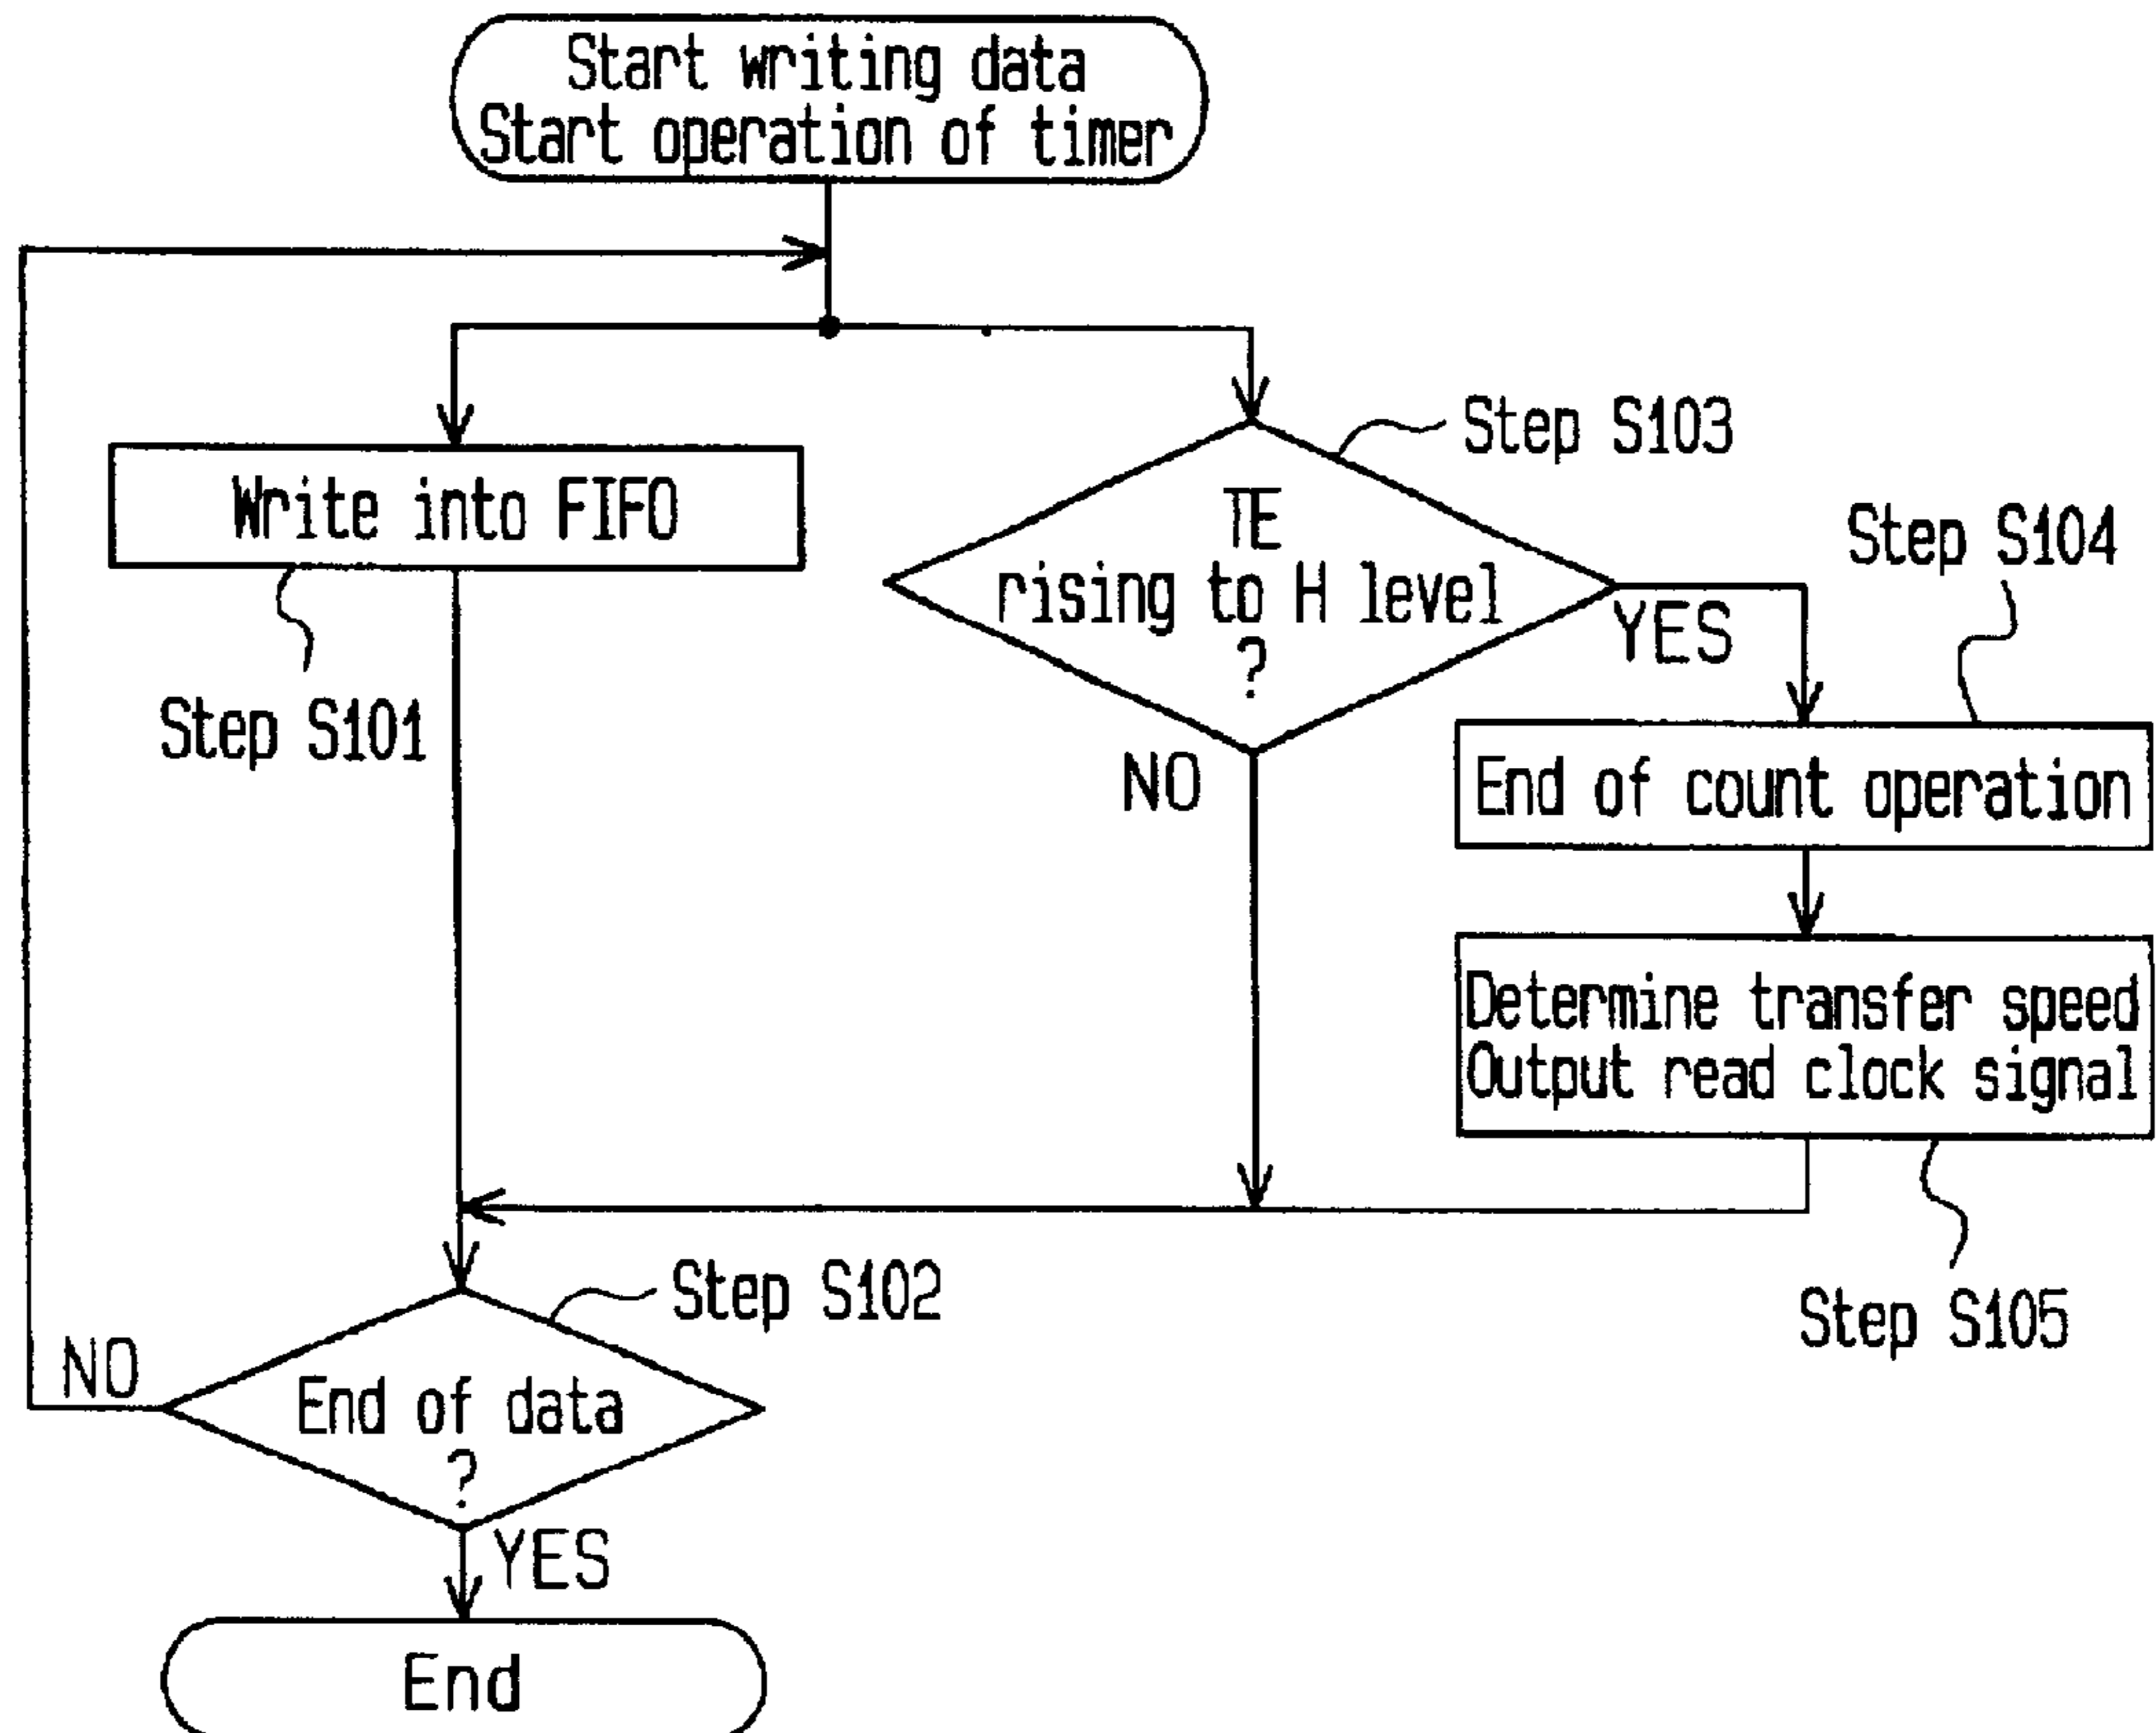 Start writing data
Start operation of timer
Write into FIFO
Step S101
TE
rising to H level
?
Step S103
YES
NO
Step S104
End of count operation
Determine transfer speed
Output read clock signal
Step S105
Step S102
End of data
?
NO
YES
End